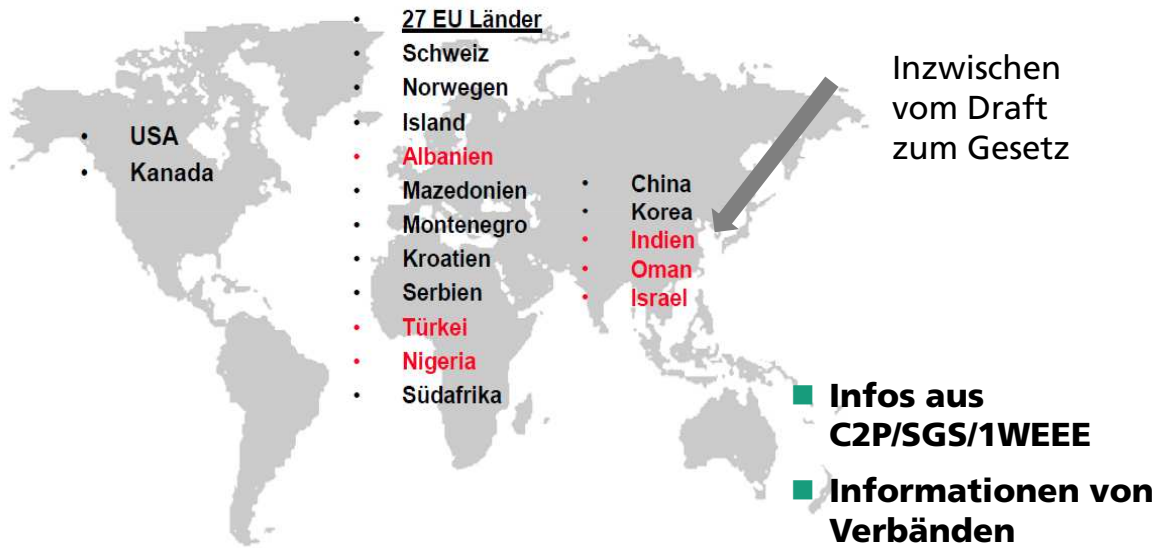 • USA
• Kanada
• 27 EU Länder
• Schweiz
• Norwegen
• Island
• Albanien
• Mazedonien
• Montenegro
• Kroatien
• Serbien
• Türkei
• Nigeria
• Südafrika
• China
• Korea
• Indien
• Oman
• Israel
Inzwischen
vom Draft
zum Gesetz
■ Infos aus
C2P/SGS/1WEEE
■ Informationen von
Verbänden